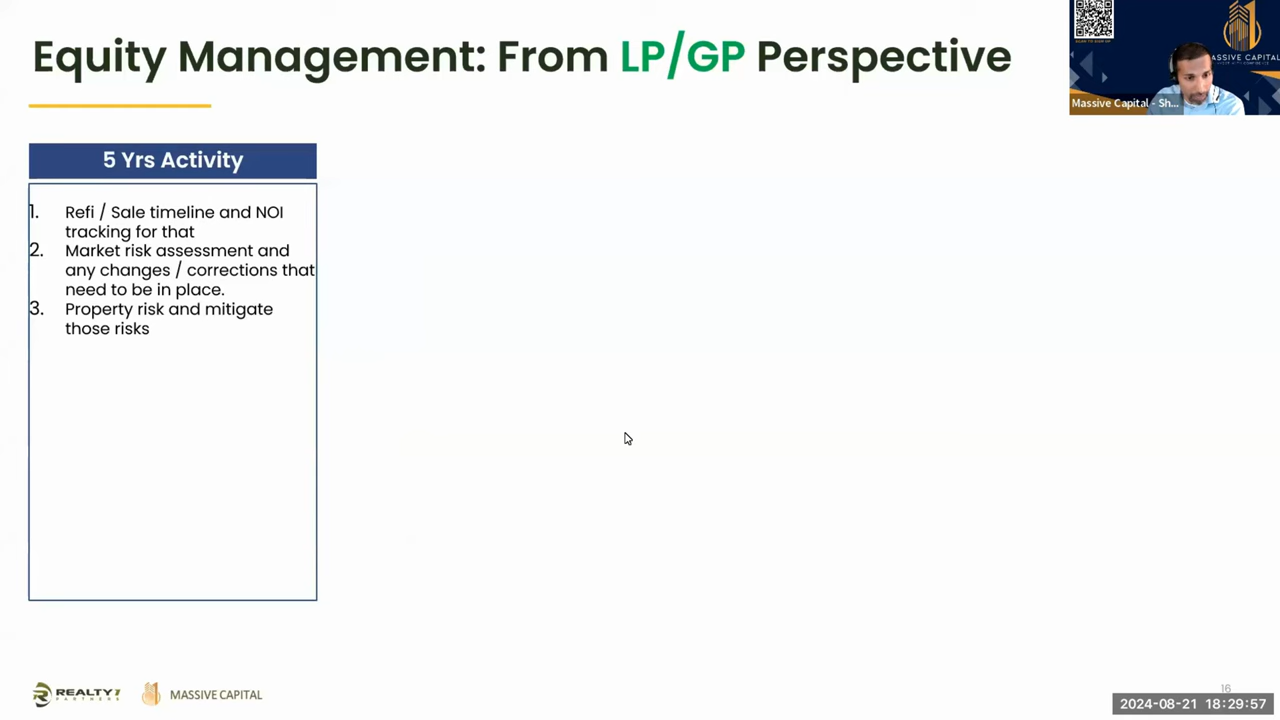 Equity Management: From LP/GP Perspective
MASSIVE CAPITAL
Massive Capital - Sh...
5 Yrs Activity
1. Refi / Sale timeline and NOI
tracking for that
2. Market risk assessment and
any changes / corrections that
need to be in place.
3. Property risk and mitigate
those risks
REALTY
PARTNERS
MASSIVE CAPITAL
16
2024-08-21 18:29:57